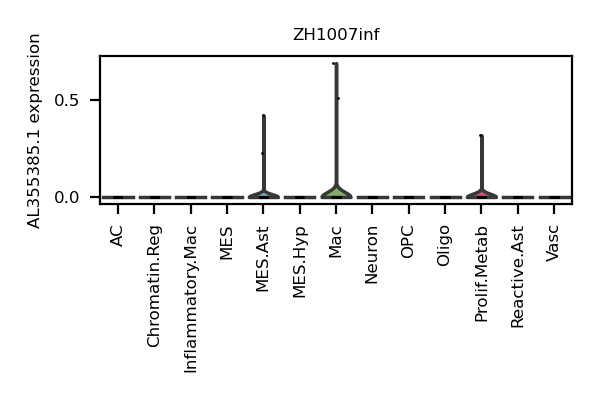 ZH1007inf
AL355385.1 expression
0.5
0.0
AC
Chromatin.Reg
Inflammatory.Mac
MES
MES.Ast
MES.Hyp
Mac
Neuron
OPC
Oligo
Prolif.Metab
Reactive.Ast
Vasc